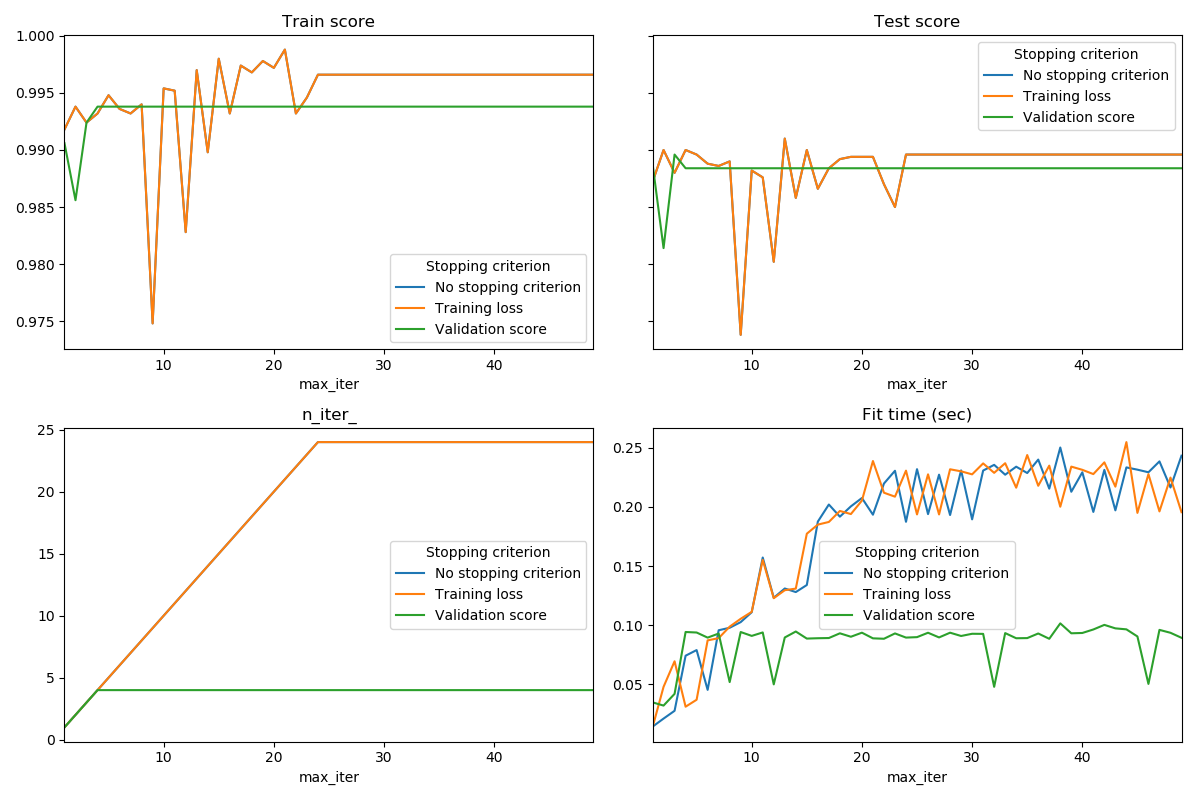 Train score
1.000
0.995
0.990
0.985
0.980
0.975
Stopping criterion
No stopping criterion
Training loss
Validation score
10 20 30 40
max_iter
Test score
Stopping criterion
No stopping criterion
Training loss
Validation score
10 20 30 40
max_iter
n_iter_
25
20
15
10
5
0
Stopping criterion
No stopping criterion
Training loss
Validation score
10 20 30 40
max_iter
Fit time (sec)
0.25
0.20
0.15
0.10
0.05
Stopping criterion
No stopping criterion
Training loss
Validation score
10 20 30 40
max_iter